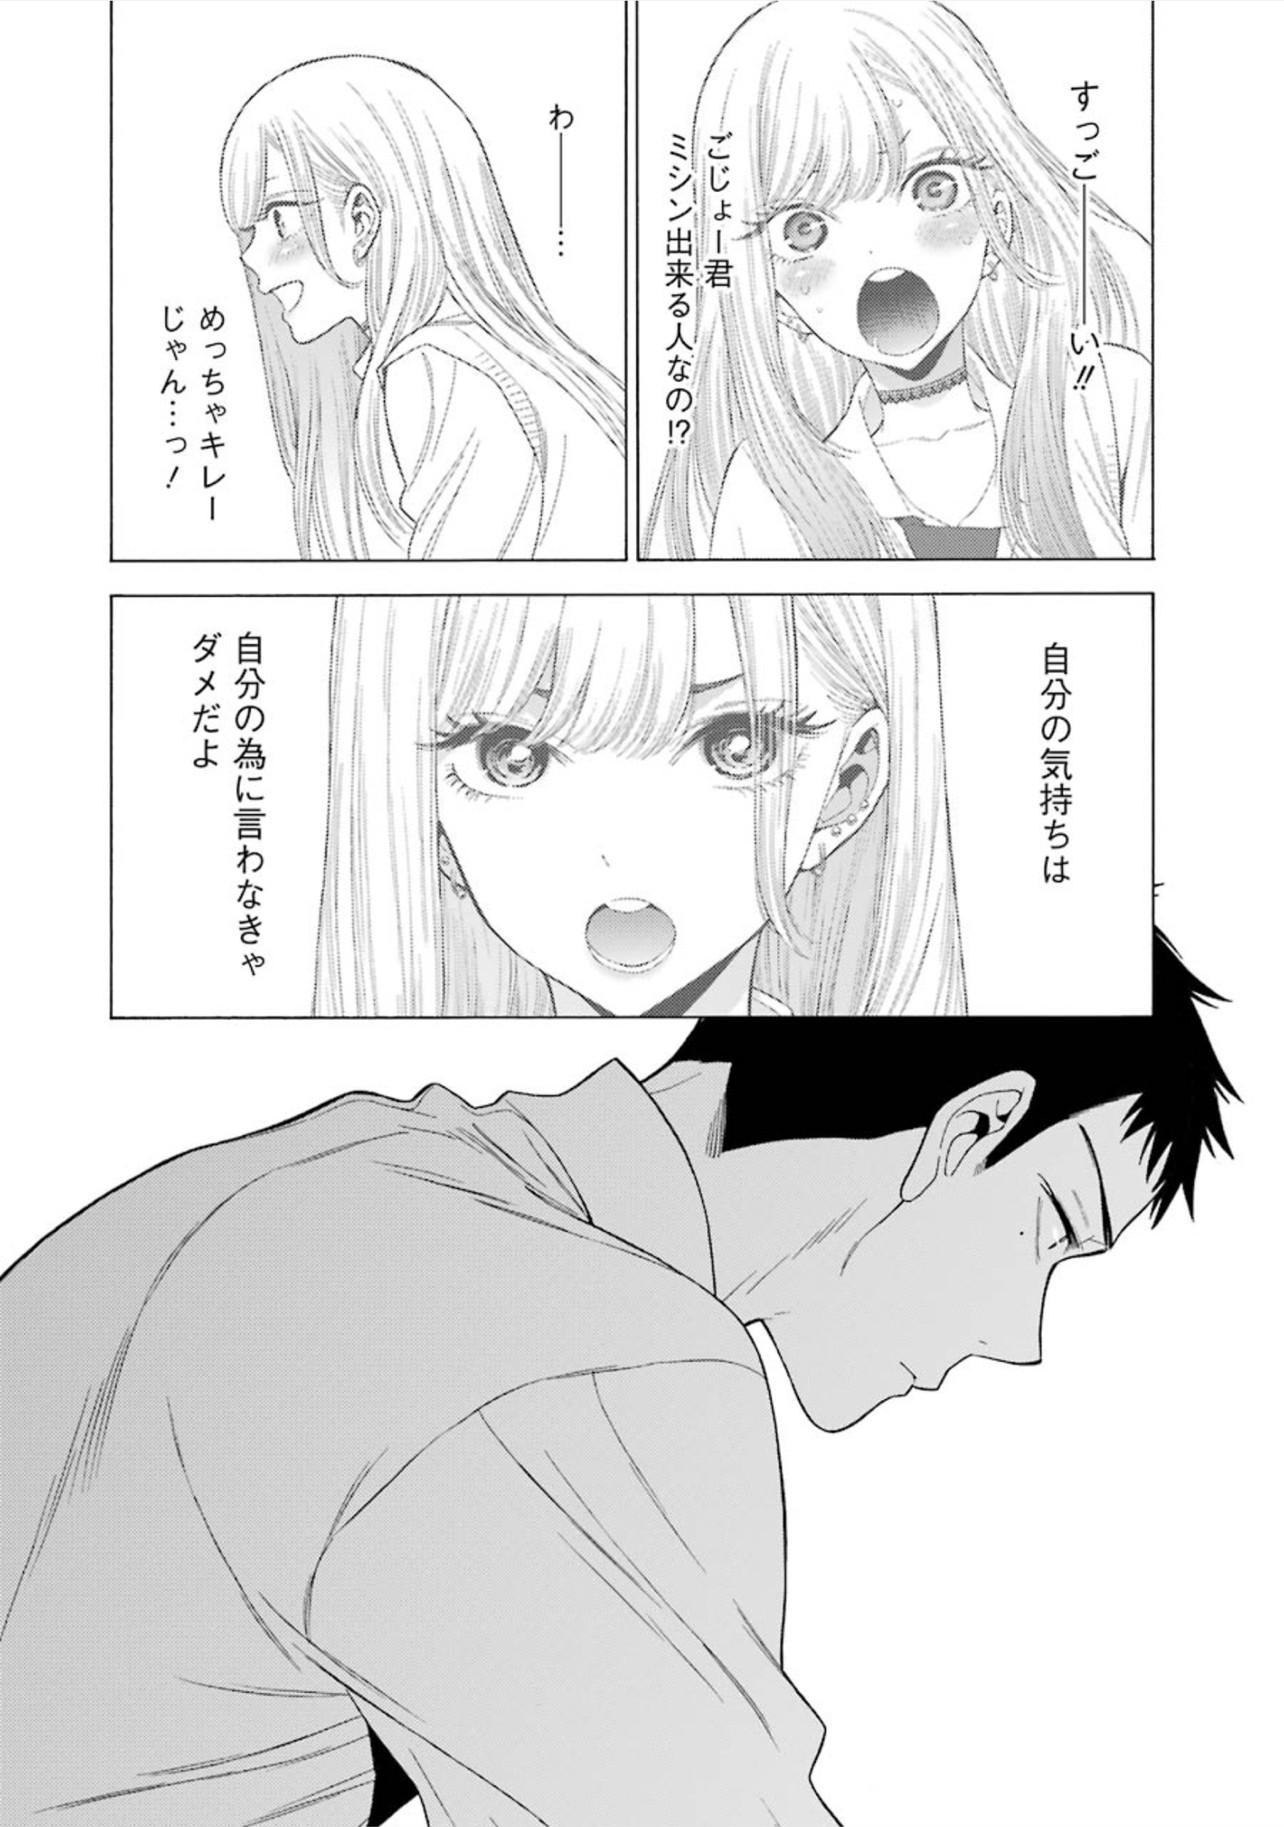 すっご――――い!!
ごじょー君
ミシン出来る人なの!?
わ――――…
めっちゃキレー
じゃん…っ!
自分の気持ちは
自分の為に言わなきゃ
ダメだよ